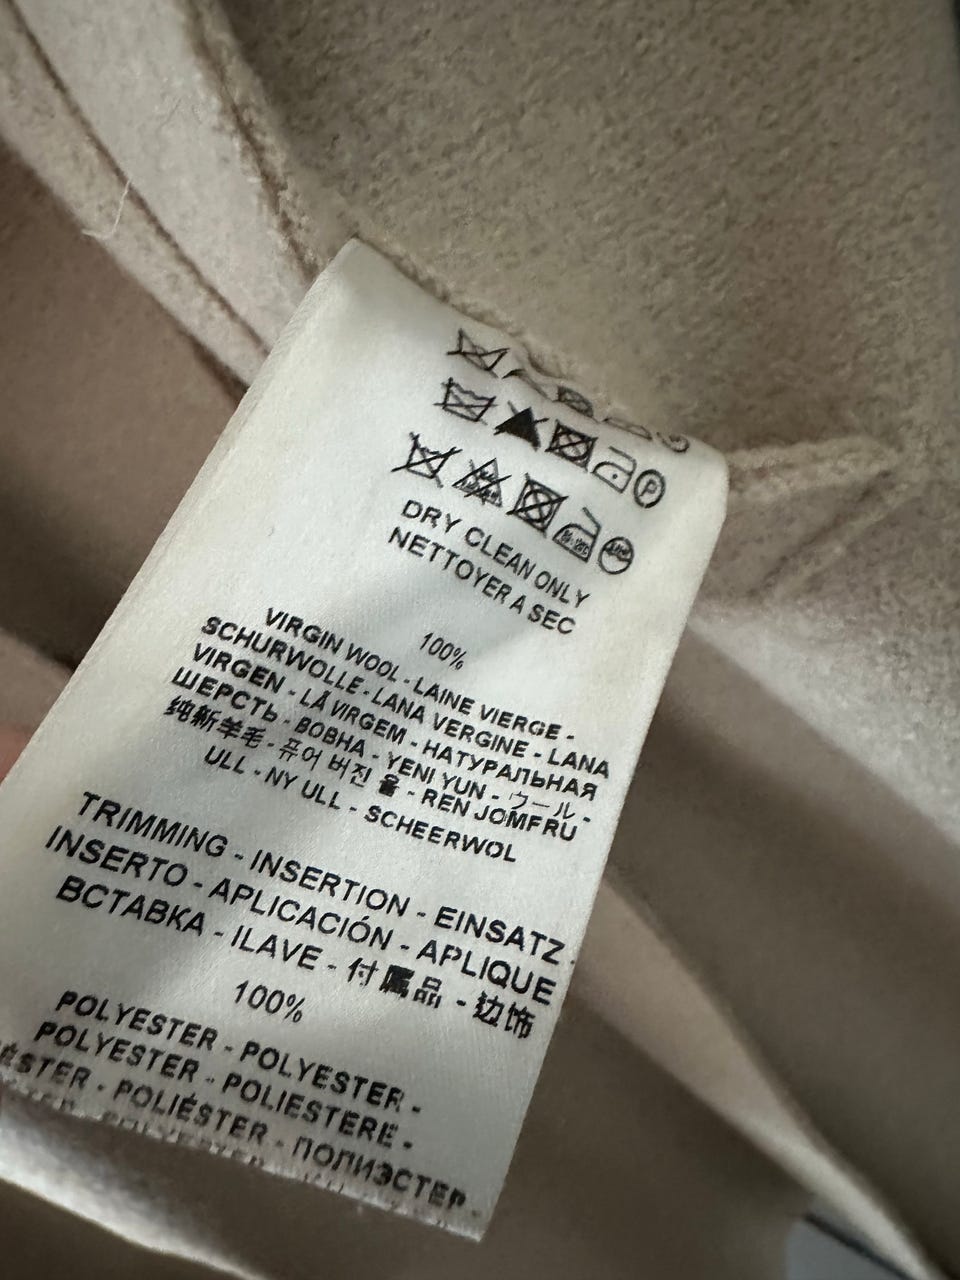 P
DRY CLEAN ONLY
NETTOYER A SEC
100%
VIRGIN WOOL - LAINE VIERGE -
SCHURWOLLE - LANA VERGINE - LANA
VIRGEN - LÃ VIRGEM - НАТУРАЛЬНАЯ
ШЕРСТЬ - ВОВНА - YENI YUN - ウール -
纯新羊毛 - 퓨어 버진 울 - REN JOMFRU
ULL - NY ULL - SCHEERWOL
TRIMMING - INSERTION - EINSATZ -
INSERTO - APLICACIÓN - APLIQUE
ВСТАВКА - ILAVE - 付属品 - 边饰
100%
POLYESTER - POLYESTER -
POLYESTER - POLIESTERE -
POLIÉSTER - ПОЛИЭСТЕР -